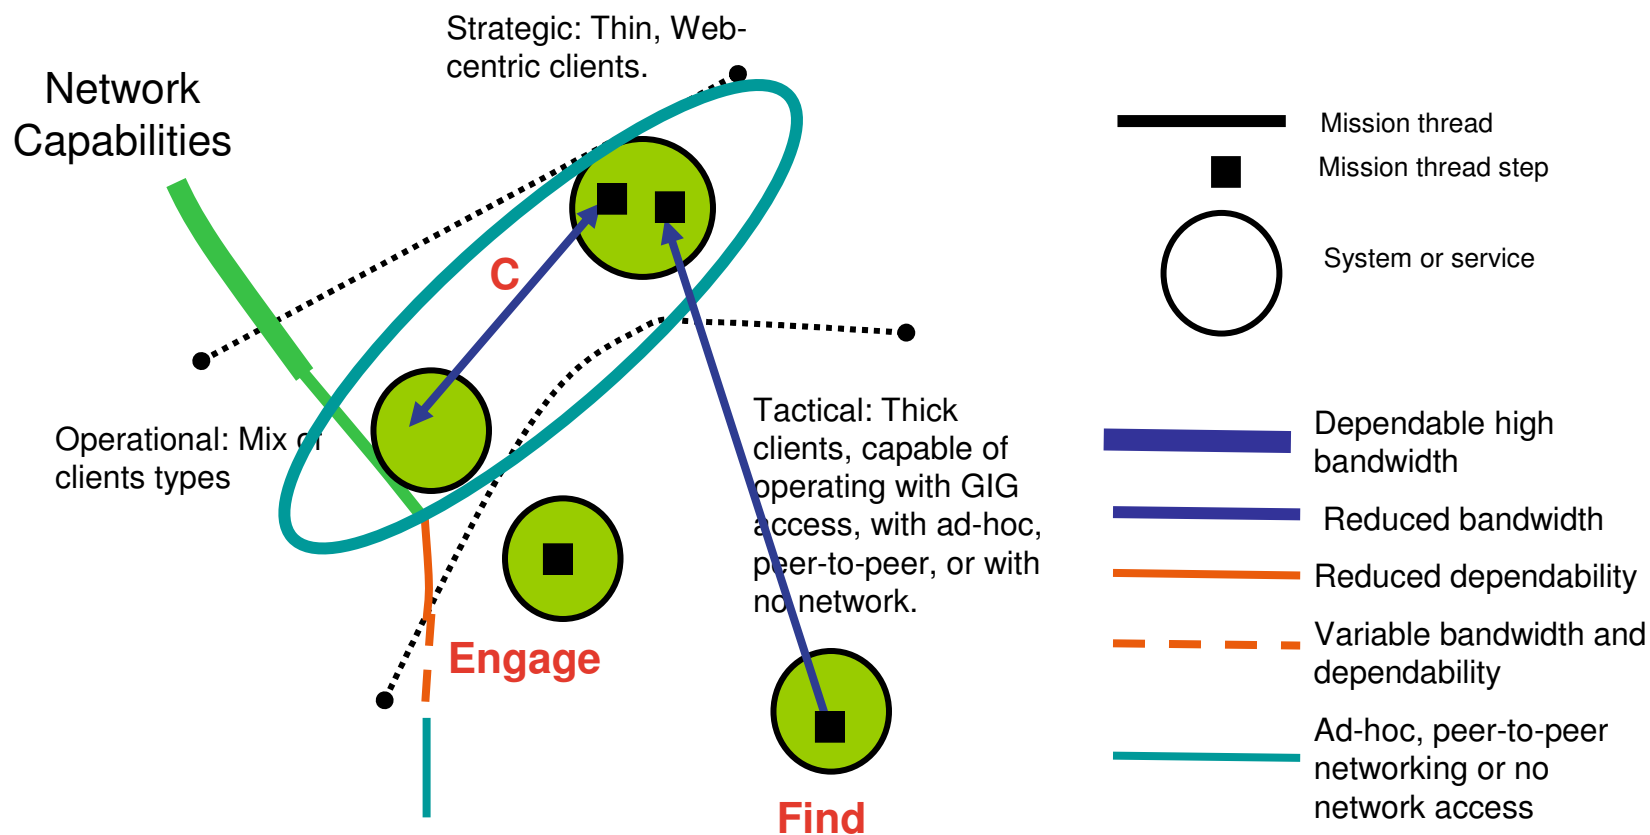 Strategic: Thin, Web-
centric clients.
Network
Capabilities
C
Operational: Mix of
clients types
Tactical: Thick
clients, capable of
operating with GIG
access, with ad-hoc,
peer-to-peer, or with
no network.
Engage
Find
Mission thread
Mission thread step
System or service
Dependable high
bandwidth
Reduced bandwidth
Reduced dependability
Variable bandwidth and
dependability
Ad-hoc, peer-to-peer
networking or no
network access